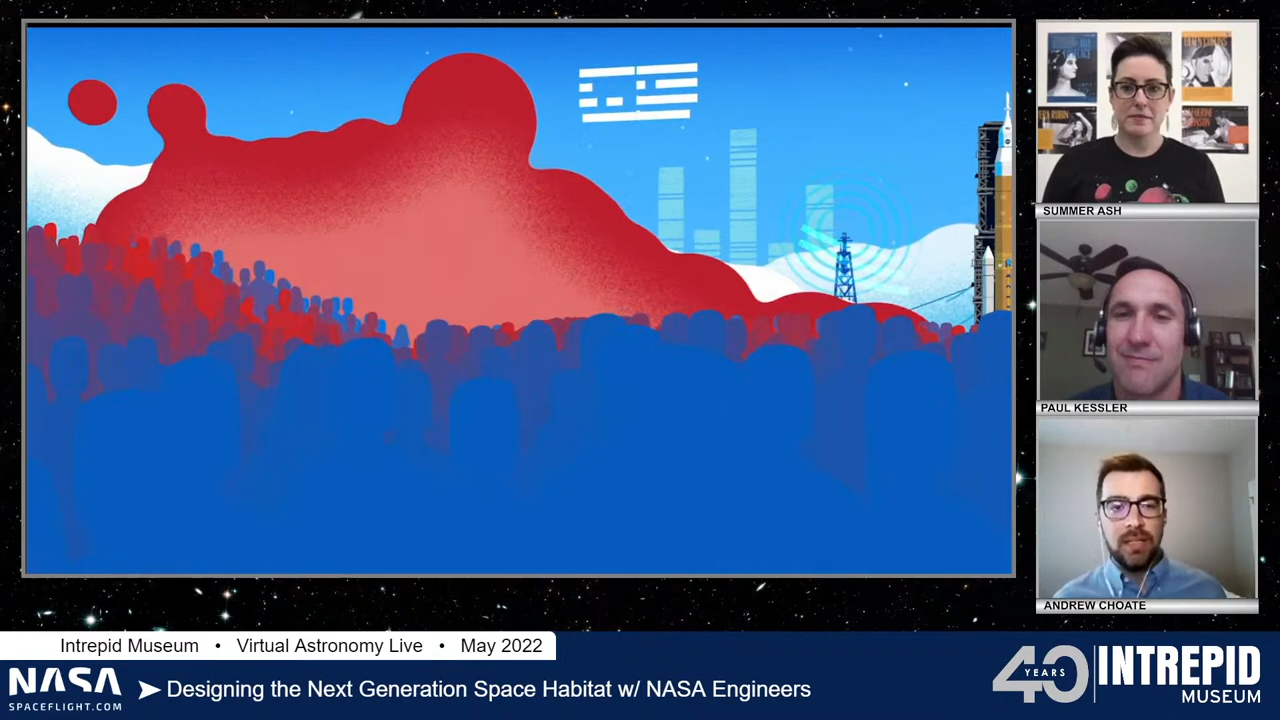 SUMMER ASH
PAUL KESSLER
ANDREW CHOATE
Intrepid Museum • Virtual Astronomy Live • May 2022
NASA
SPACEFLIGHT.COM
Designing the Next Generation Space Habitat w/ NASA Engineers
40
YEARS
INTREPID
MUSEUM